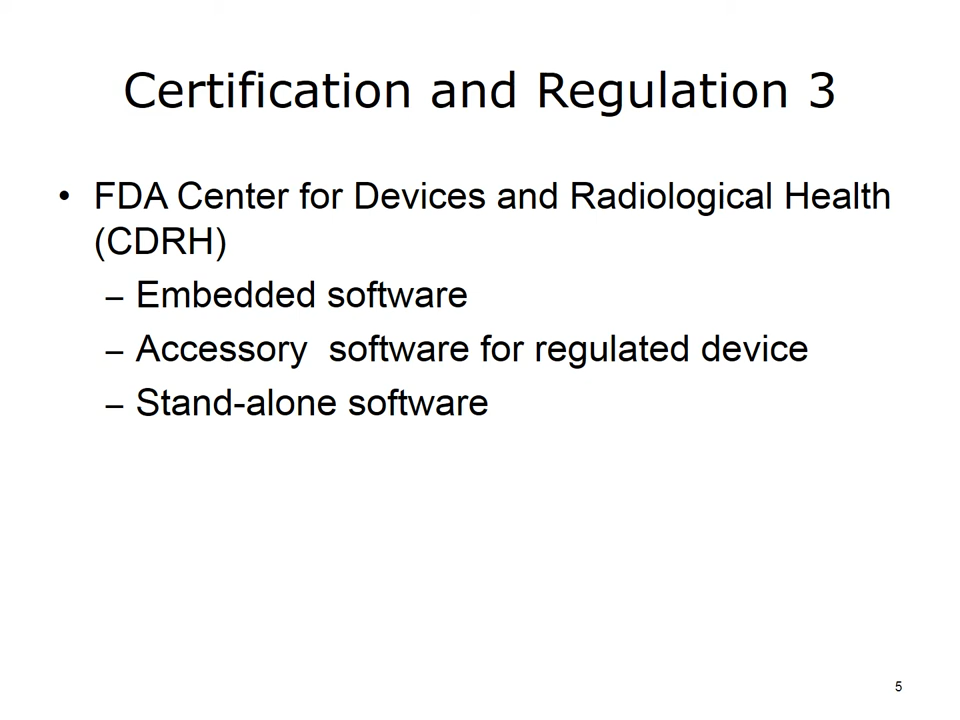 Certification and Regulation 3
• FDA Center for Devices and Radiological Health
(CDRH)
– Embedded software
– Accessory  software for regulated device
– Stand-alone software
5